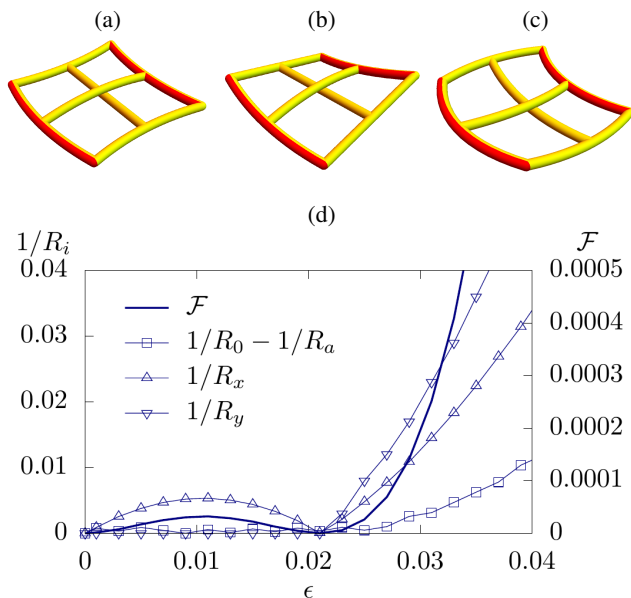 (a) (b) (c)
(d)
1/R_i ℱ
0.04 0.0005
ℱ
1/R_0 − 1/R_a
1/R_x
1/R_y
0.03 0.0004
0.0003
0.02
0.0002
0.01 0.0001
0 0
0 0.01 0.02 0.03 0.04
ϵ